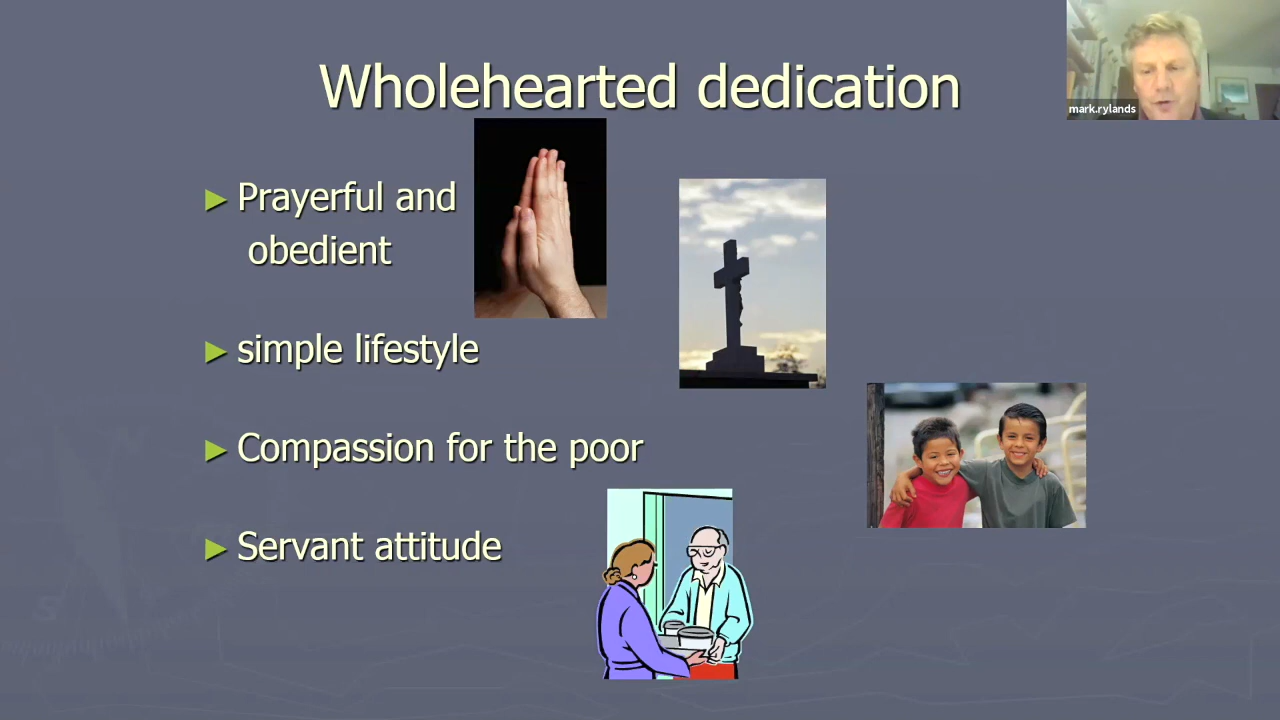 Wholehearted dedication
mark.rylands
► Prayerful and
obedient
► simple lifestyle
► Compassion for the poor
► Servant attitude